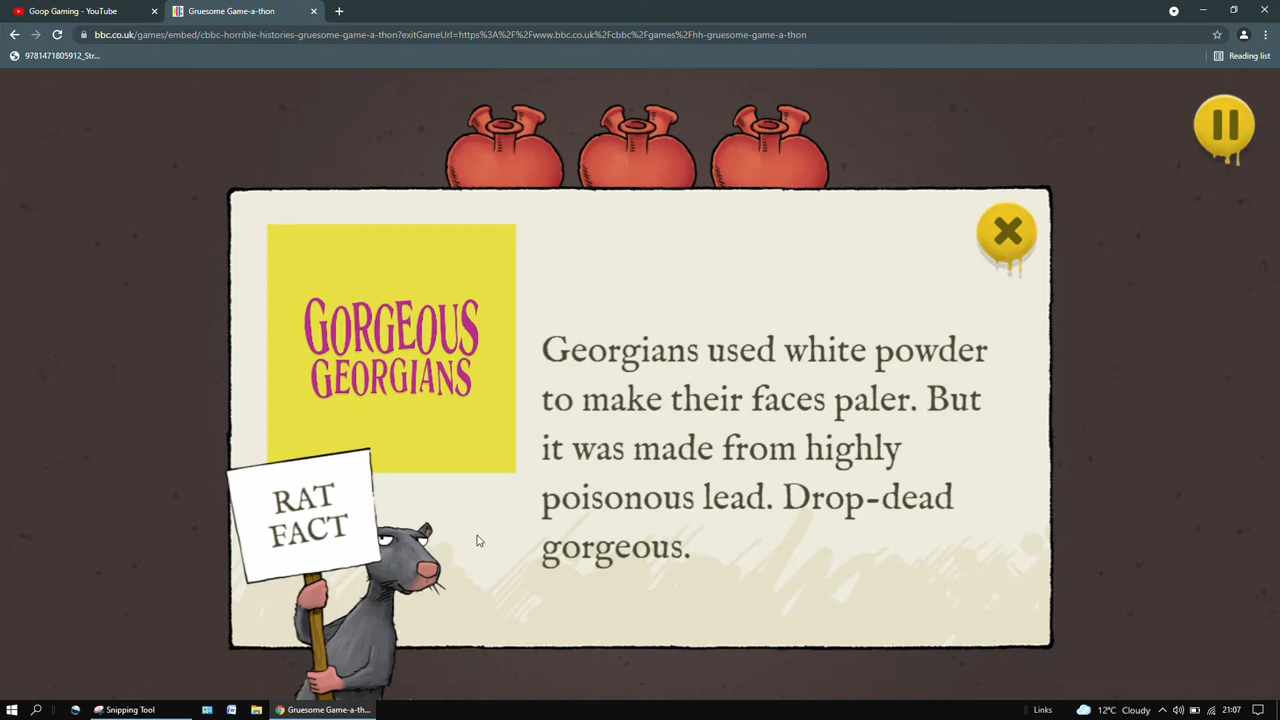 Goop Gaming - YouTube
Gruesome Game-a-thon
bbc.co.uk/games/embed/cbbc-horrible-histories-gruesome-game-a-thon?exitGameUrl=https%3A%2F%2Fwww.bbc.co.uk%2Fcbbc%2Fgames%2Fhh-gruesome-game-a-thon
9781471805912_Str...
Reading list
GORGEOUS
GEORGIANS
Georgians used white powder
to make their faces paler. But
it was made from highly
poisonous lead. Drop-dead
gorgeous.
RAT
FACT
Snipping Tool
Gruesome Game-a-th...
Links
12°C Cloudy
21:07